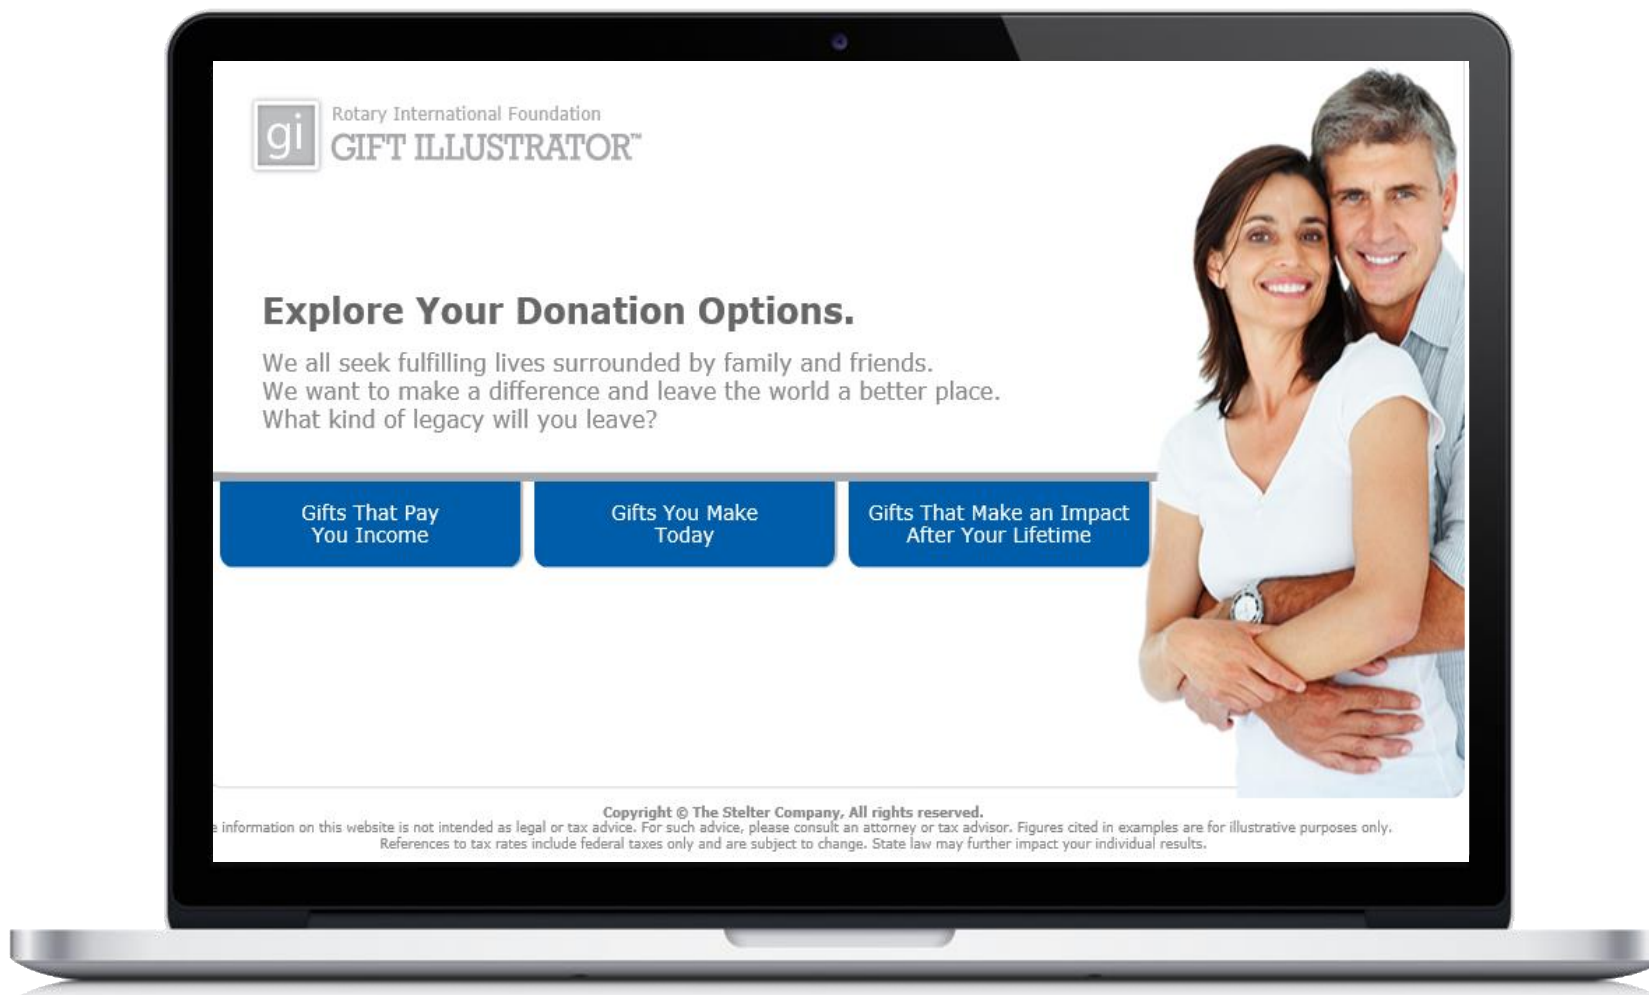 gi
Rotary International Foundation
GIFT ILLUSTRATOR™
Explore Your Donation Options.
We all seek fulfilling lives surrounded by family and friends.
We want to make a difference and leave the world a better place.
What kind of legacy will you leave?
Gifts That Pay
You Income
Gifts You Make
Today
Gifts That Make an Impact
After Your Lifetime
Copyright © The Stelter Company, All rights reserved.
e information on this website is not intended as legal or tax advice. For such advice, please consult an attorney or tax advisor. Figures cited in examples are for illustrative purposes only.
References to tax rates include federal taxes only and are subject to change. State law may further impact your individual results.